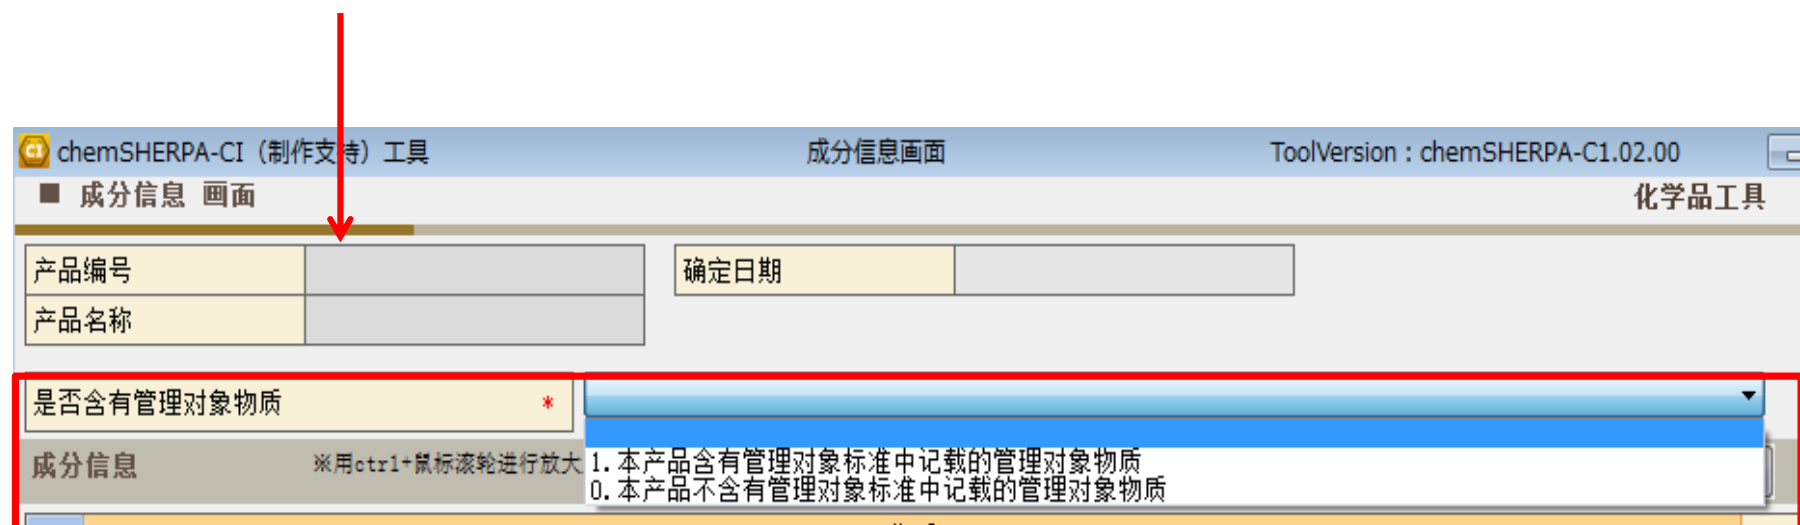 CI chemSHERPA-CI（制作支持）工具 成分信息画面 ToolVersion : chemSHERPA-C1.02.00
■ 成分信息 画面 化学品工具
产品编号 确定日期
产品名称
是否含有管理对象物质 *
成分信息 ※用ctrl+鼠标滚轮进行放大
1.本产品含有管理对象标准中记载的管理对象物质
0.本产品不含有管理对象标准中记载的管理对象物质